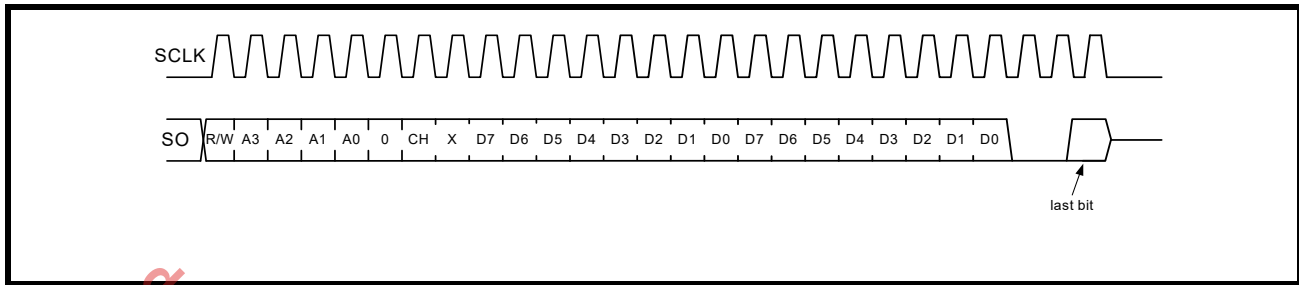 SCLK
SO R/W A3 A2 A1 A0 0 CH X D7 D6 D5 D4 D3 D2 D1 D0 D7 D6 D5 D4 D3 D2 D1 D0
last bit